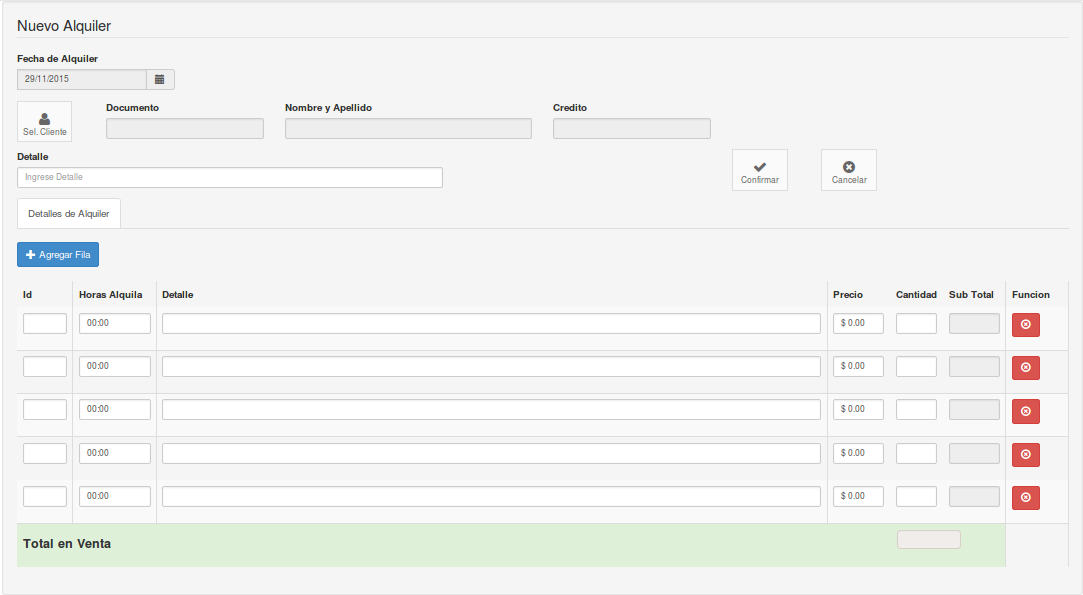 Nuevo Alquiler
Fecha de Alquiler
29/11/2015
Sel. Cliente
Documento
Nombre y Apellido
Credito
Detalle
Ingrese Detalle
Confirmar
Cancelar
Detalles de Alquiler
Agregar Fila
Id Horas Alquila Detalle Precio Cantidad Sub Total Funcion
00:00 $ 0.00
00:00 $ 0.00
00:00 $ 0.00
00:00 $ 0.00
00:00 $ 0.00
Total en Venta